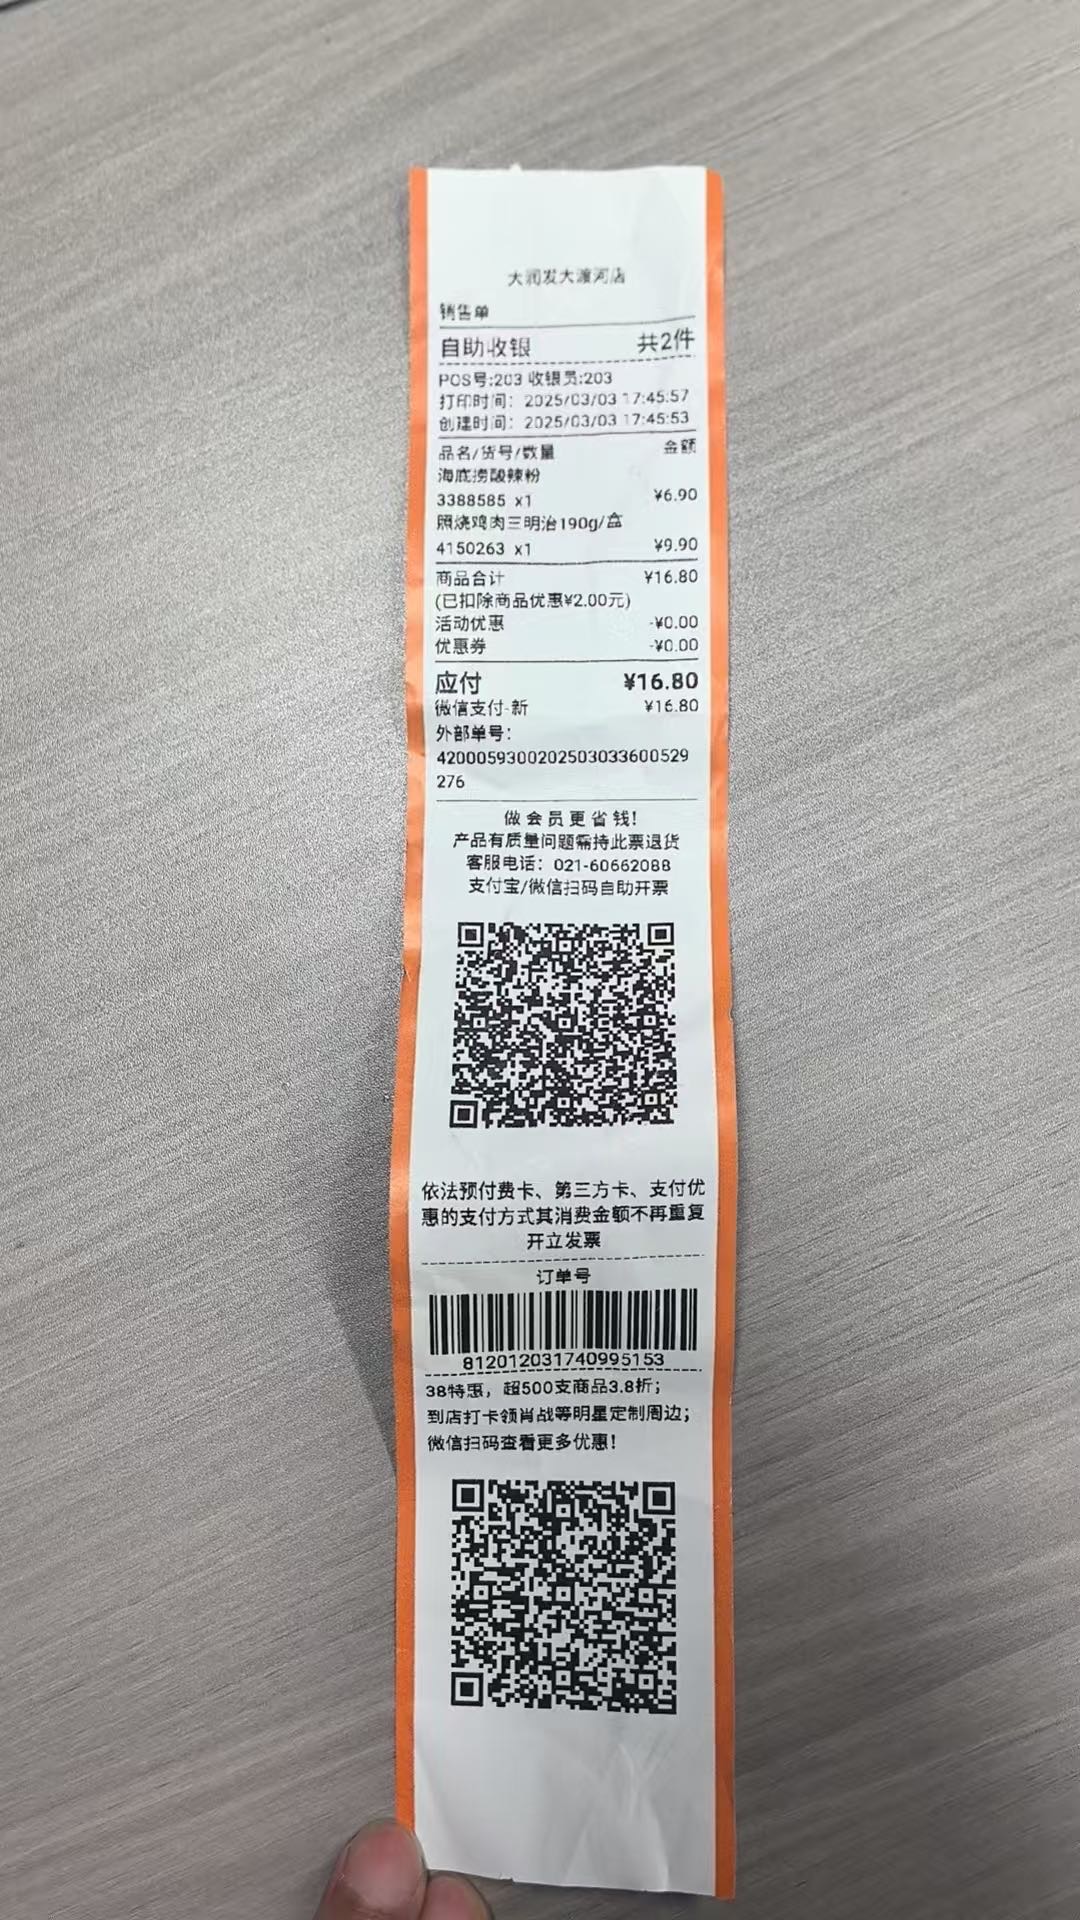 大润发大渡河店
销售单
自助收银 共2件
POS号:203 收银员:203
打印时间: 2025/03/03 17:45:57
创建时间: 2025/03/03 17:45:53
品名/货号/数量 金额
海底捞酸辣粉
3388585 x1 ¥6.90
照烧鸡肉三明治190g/盒
4150263 x1 ¥9.90
商品合计 ¥16.80
(已扣除商品优惠¥2.00元)
活动优惠 -¥0.00
优惠券 -¥0.00
应付 ¥16.80
微信支付-新 ¥16.80
外部单号:
4200059300202503033600529
276
做会员更省钱!
产品有质量问题需持此票退货
客服电话: 021-60662088
支付宝/微信扫码自助开票
依法预付费卡、第三方卡、支付优
惠的支付方式其消费金额不再重复
开立发票
订单号
812012031740995153
38特惠，超500支商品3.8折；
到店打卡领肖战等明星定制周边；
微信扫码查看更多优惠！